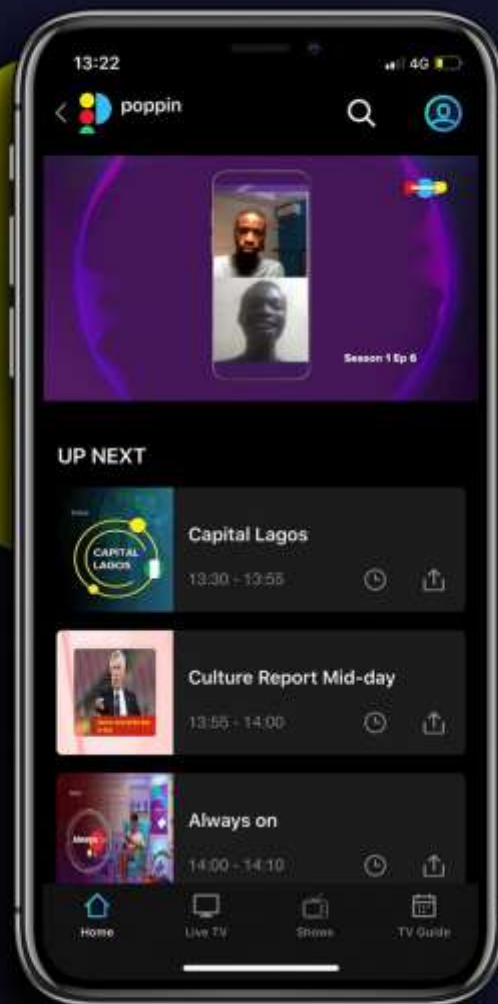 13:22
4G
poppin
Season 1 Ep 6
UP NEXT
CAPITAL
LAGOS
Capital Lagos
13:30 - 13:55
Culture Report Mid-day
13:55 - 14:00
Always on
14:00 - 14:10
Home
Live TV
Shows
TV Guide